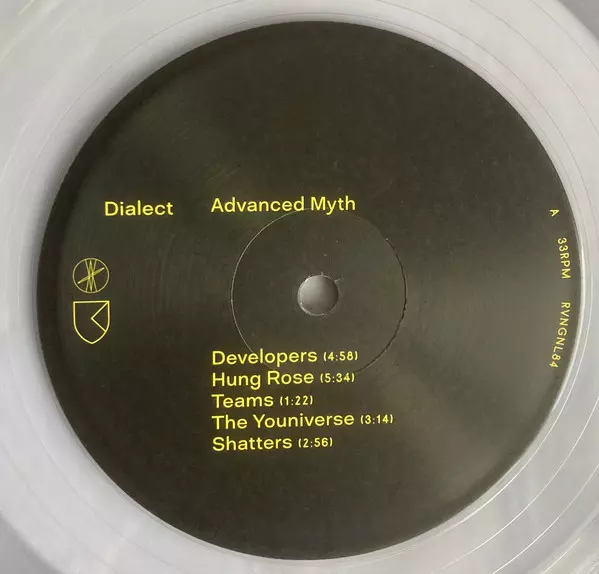 Dialect Advanced Myth
A 33RPM RVNGNL84
Developers (4:58)
Hung Rose (5:34)
Teams (1:22)
The Youniverse (3:14)
Shatters (2:56)